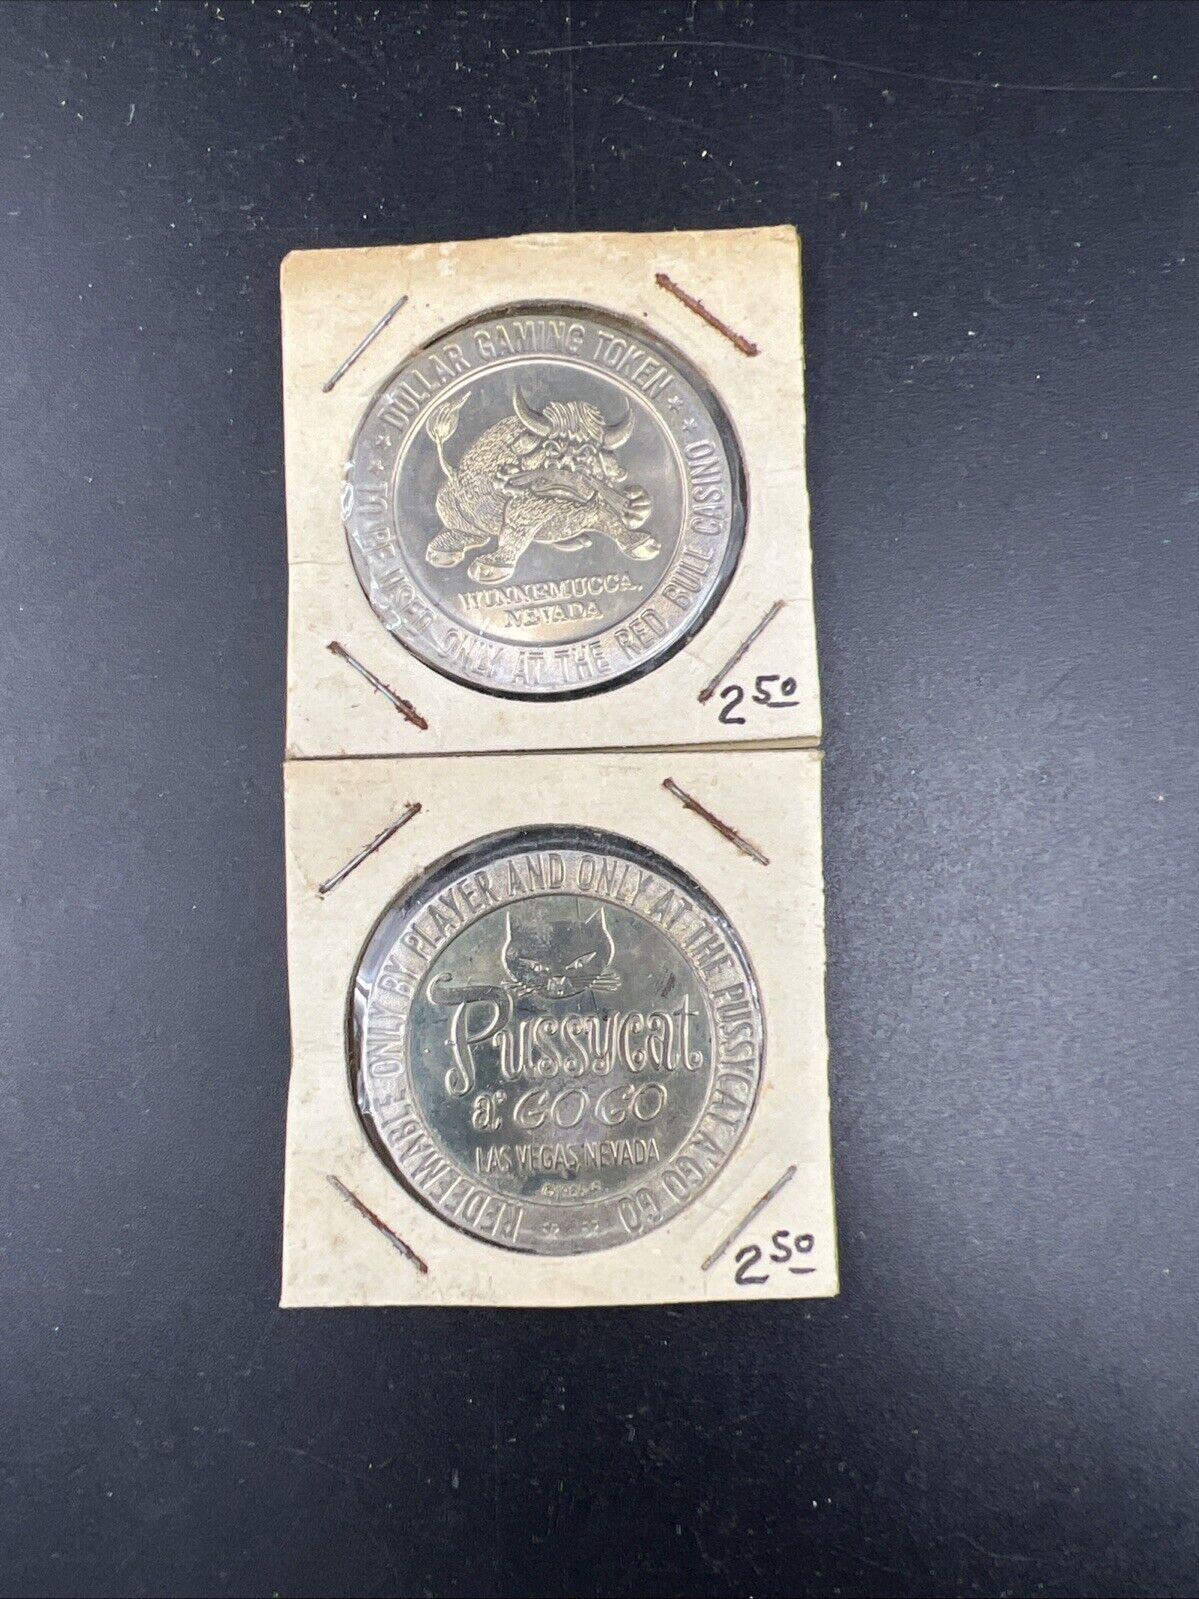 ★★ DOLLAR GAMING TOKEN ★★
TO BE USED ONLY AT THE RED BULL CASINO
WINNEMUCCA,
NEVADA
2 50
REDEEMABLE ONLY BY PLAYER AND ONLY AT THE PUSSYCAT A GO GO
Pussycat
a' GO GO
LAS VEGAS, NEVADA
2 50